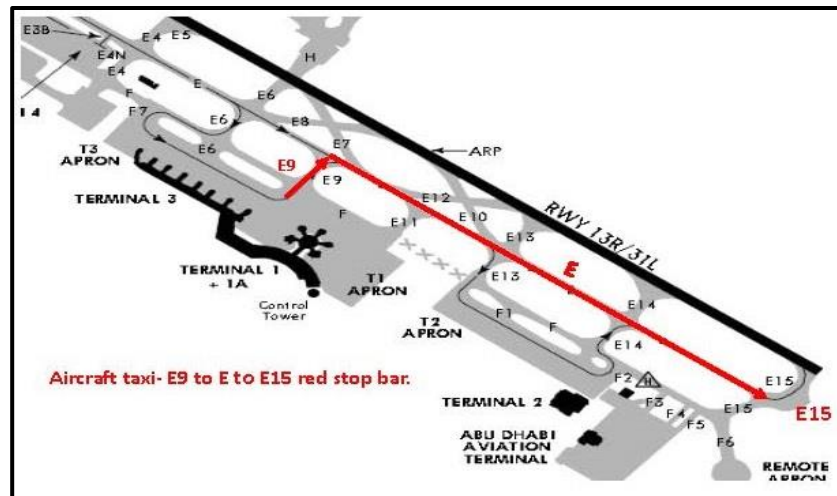 E3B
E4
E5
E4N
E4
E
H
F
E6
F7
E6
E8
E7
ARP
T3
APRON
E6
E9
E9
TERMINAL 3
F
E12
E11
E10
RWY 13R/31L
E13
TERMINAL 1
+ 1A
T1
APRON
E13
E
Control
Tower
T2
APRON
F1
F
E14
E14
Aircraft taxi- E9 to E to E15 red stop bar.
F2
H
E15
TERMINAL 2
F3
F4
F5
E15
E15
ABU DHABI
AVIATION
TERMINAL
F6
REMOTE